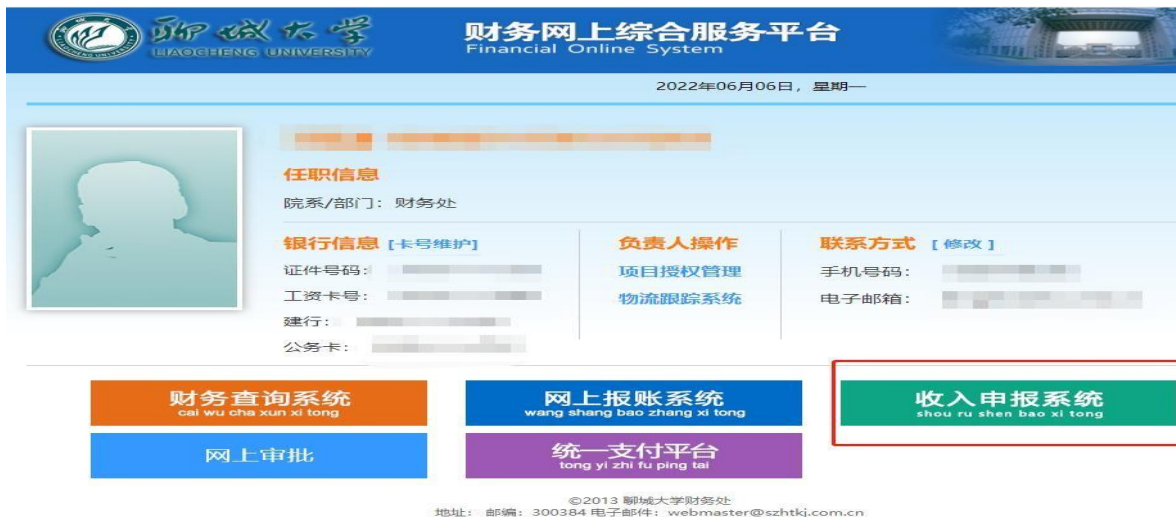 聊城大学
LIAOCHENG UNIVERSITY
财务网上综合服务平台
Financial Online System
2022年06月06日，星期一
任职信息
院系/部门：财务处
银行信息 [卡号维护]
证件号码：
工资卡号：
建行：
公务卡：
负责人操作
项目授权管理
物流跟踪系统
联系方式 [修改]
手机号码：
电子邮箱：
财务查询系统
cai wu cha xun xi tong
网上报账系统
wang shang bao zhang xi tong
收入申报系统
shou ru shen bao xi tong
网上审批
统一支付平台
tong yi zhi fu ping tai
©2013 聊城大学财务处
地址： 邮编：300384 电子邮件：webmaster@szhtkj.com.cn